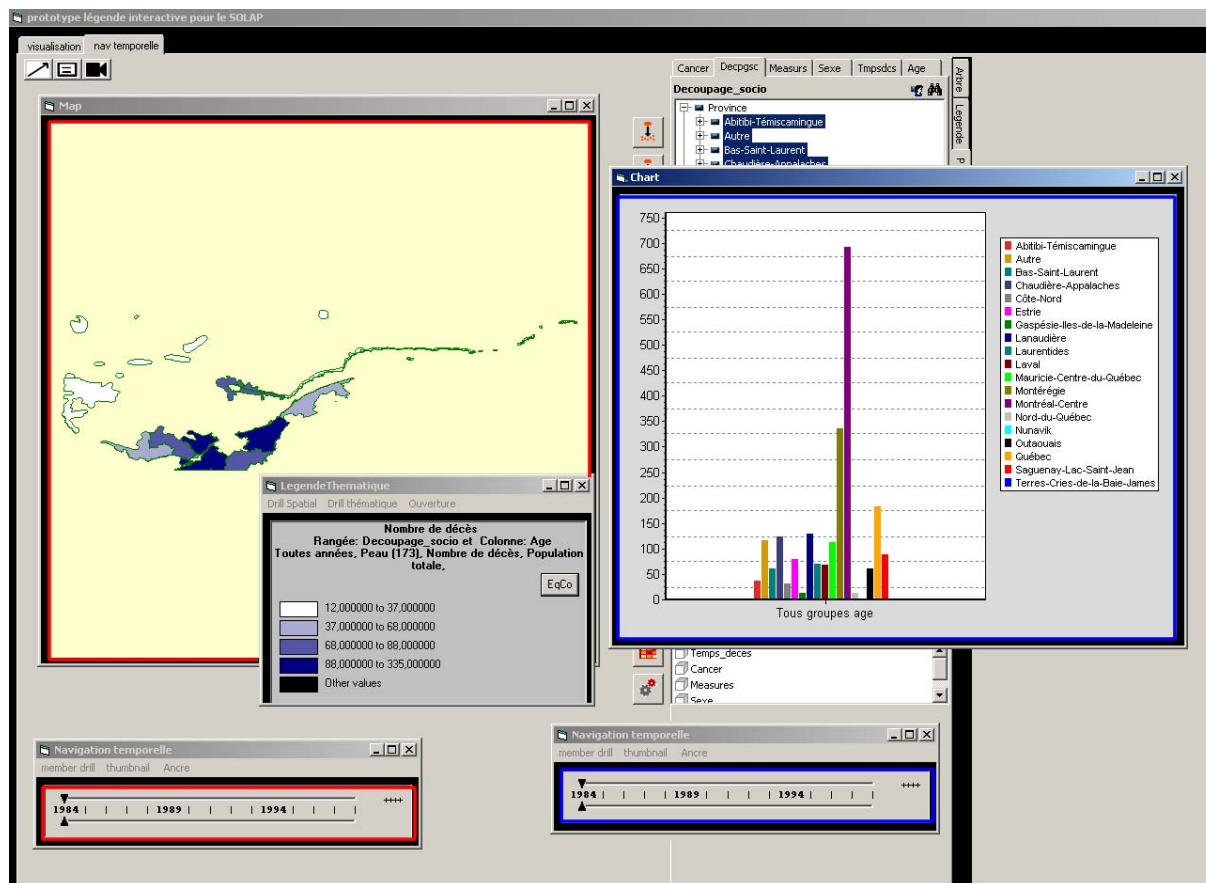 prototype légende interactive pour le SOLAP
visualisation nav temporelle
Map
Cancer Decpgsc Measurs Sexe Tmpsdcs Age
Decoupage_socio
Province
Abitibi-Témiscamingue
Autre
Bas-Saint-Laurent
Chaudière-Appalaches
Arbre
Legende
P
Chart
750
700
650
600
550
500
450
400
350
300
250
200
150
100
50
0
Tous groupes age
Abitibi-Témiscamingue
Autre
Bas-Saint-Laurent
Chaudière-Appalaches
Côte-Nord
Estrie
Gaspésie-Iles-de-la-Madeleine
Lanaudière
Laurentides
Laval
Mauricie-Centre-du-Québec
Montérégie
Montréal-Centre
Nord-du-Québec
Nunavik
Outaouais
Québec
Saguenay-Lac-Saint-Jean
Terres-Cries-de-la-Baie-James
LegendeThematique
Drill Spatial Drill thématique Ouverture
Nombre de décès
Rangée: Decoupage_socio et Colonne: Age
Toutes années, Peau (173), Nombre de décès, Population
totale,
EqCo
12,000000 to 37,000000
37,000000 to 68,000000
68,000000 to 88,000000
88,000000 to 335,000000
Other values
Temps_deces
Cancer
Measures
Sexe
Navigation temporelle
member drill thumbnail Ancre
1984 | | | | 1989 | | | | 1994 | | | |
++++
Navigation temporelle
member drill thumbnail Ancre
1984 | | | | 1989 | | | | 1994 | | | |
++++